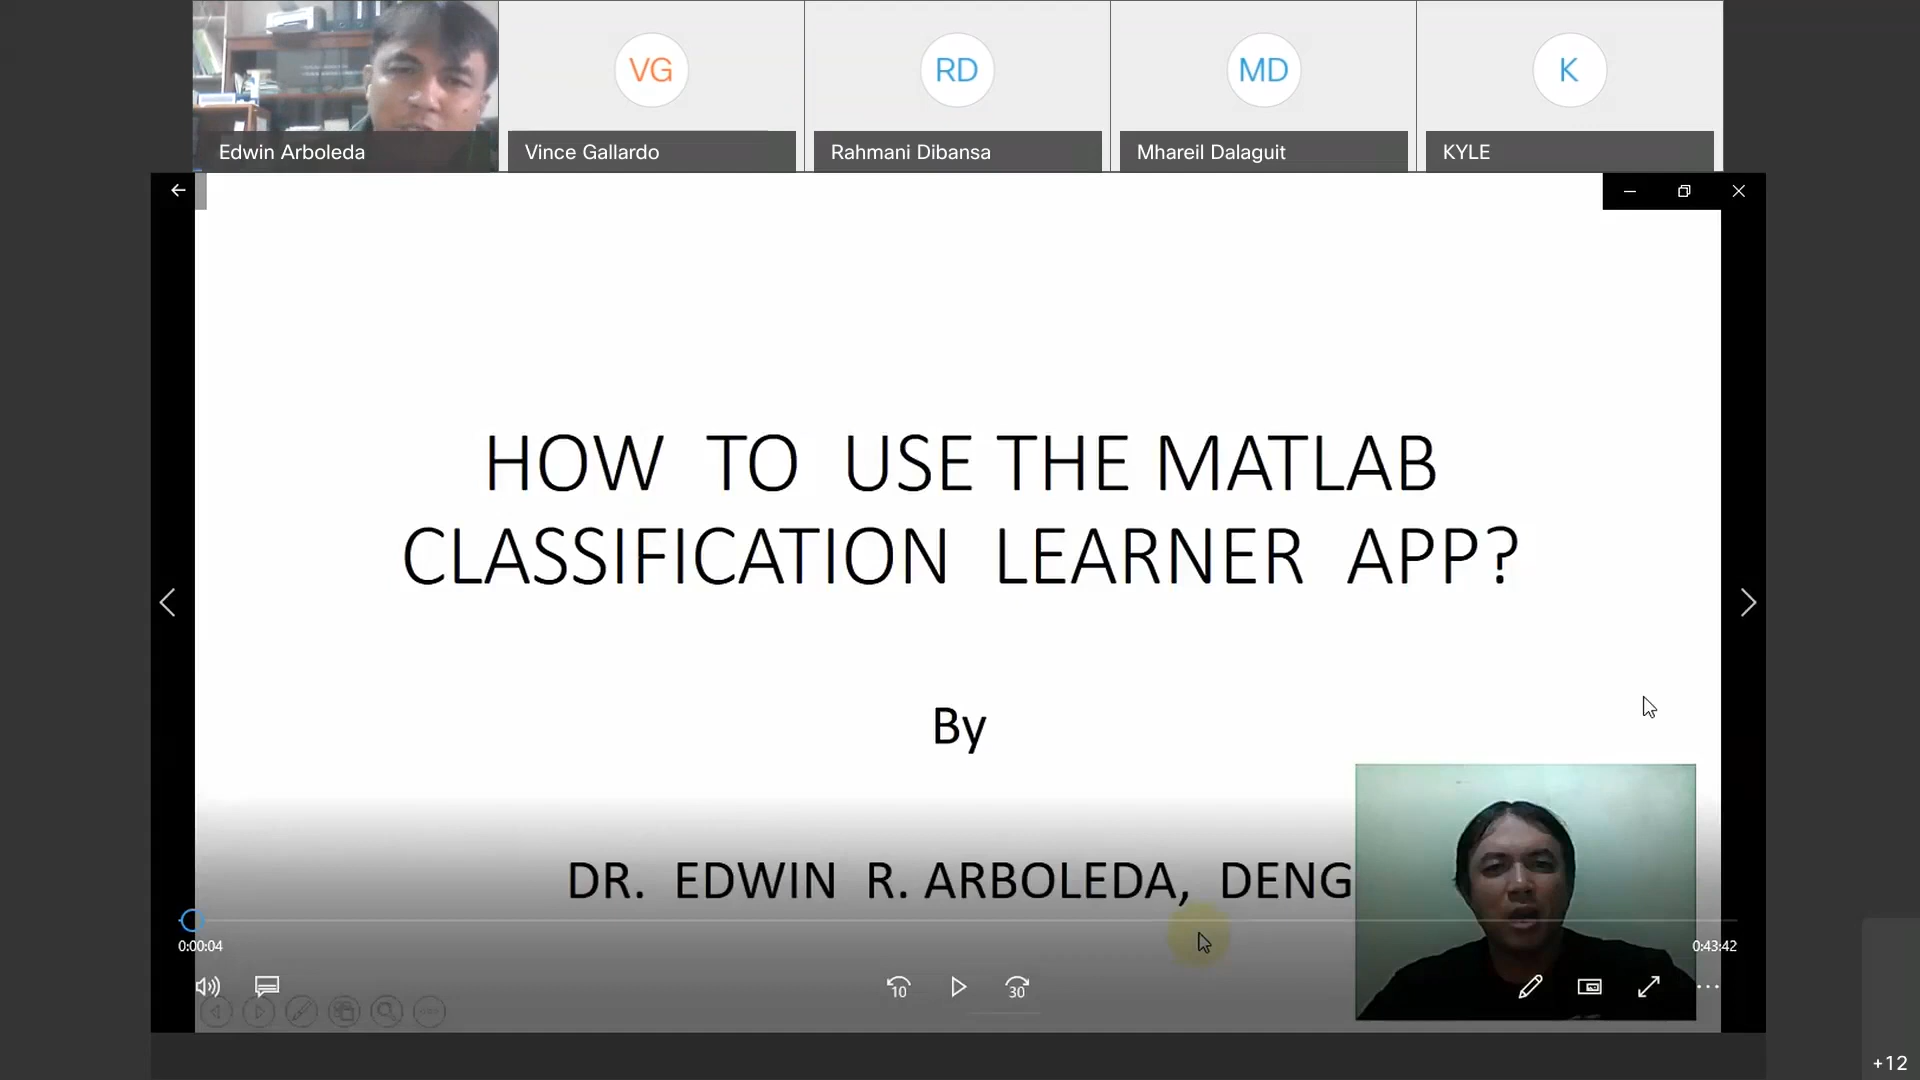 VG
RD
MD
K
Edwin Arboleda
Vince Gallardo
Rahmani Dibansa
Mhareil Dalaguit
KYLE
HOW TO USE THE MATLAB
CLASSIFICATION LEARNER APP?
By
DR. EDWIN R. ARBOLEDA, DENG
0:00:04
0:43:42
10
30
+12